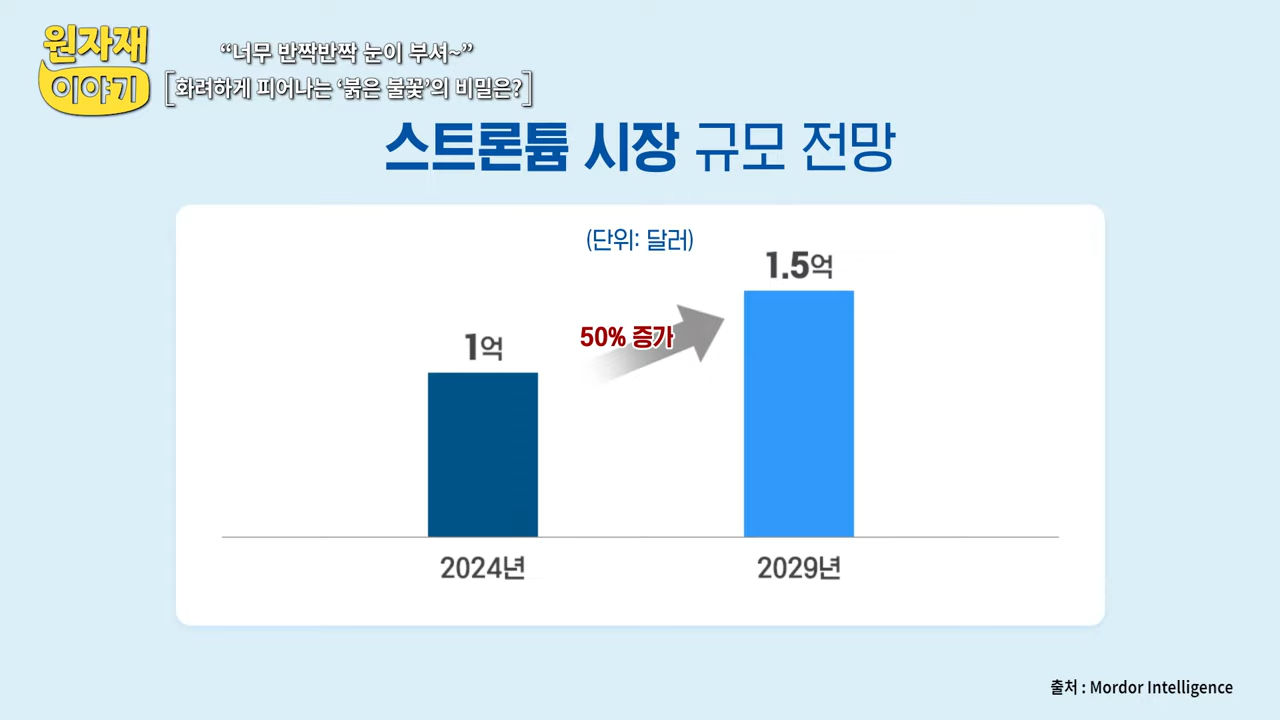 원자재
이야기
“너무 반짝반짝 눈이 부셔~”
[화려하게 피어나는 ‘붉은 불꽃’의 비밀은?]
스트론튬 시장 규모 전망
(단위: 달러)
1.5억
50% 증가
1억
2024년
2029년
출처 : Mordor Intelligence